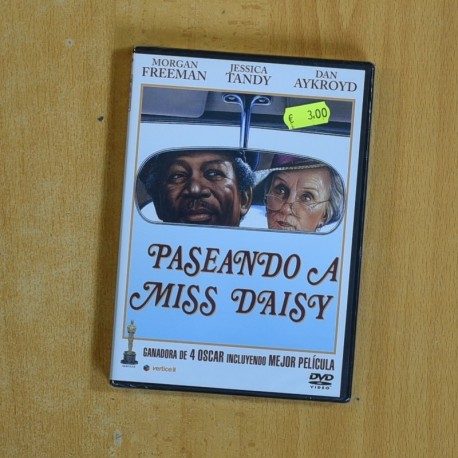 MORGAN FREEMAN
JESSICA TANDY
DAN AYKROYD
€ 3.00
PASEANDO A
MISS DAISY
GANADORA DE 4 OSCAR INCLUYENDO MEJOR PELÍCULA
vertice
DVD
VIDEO